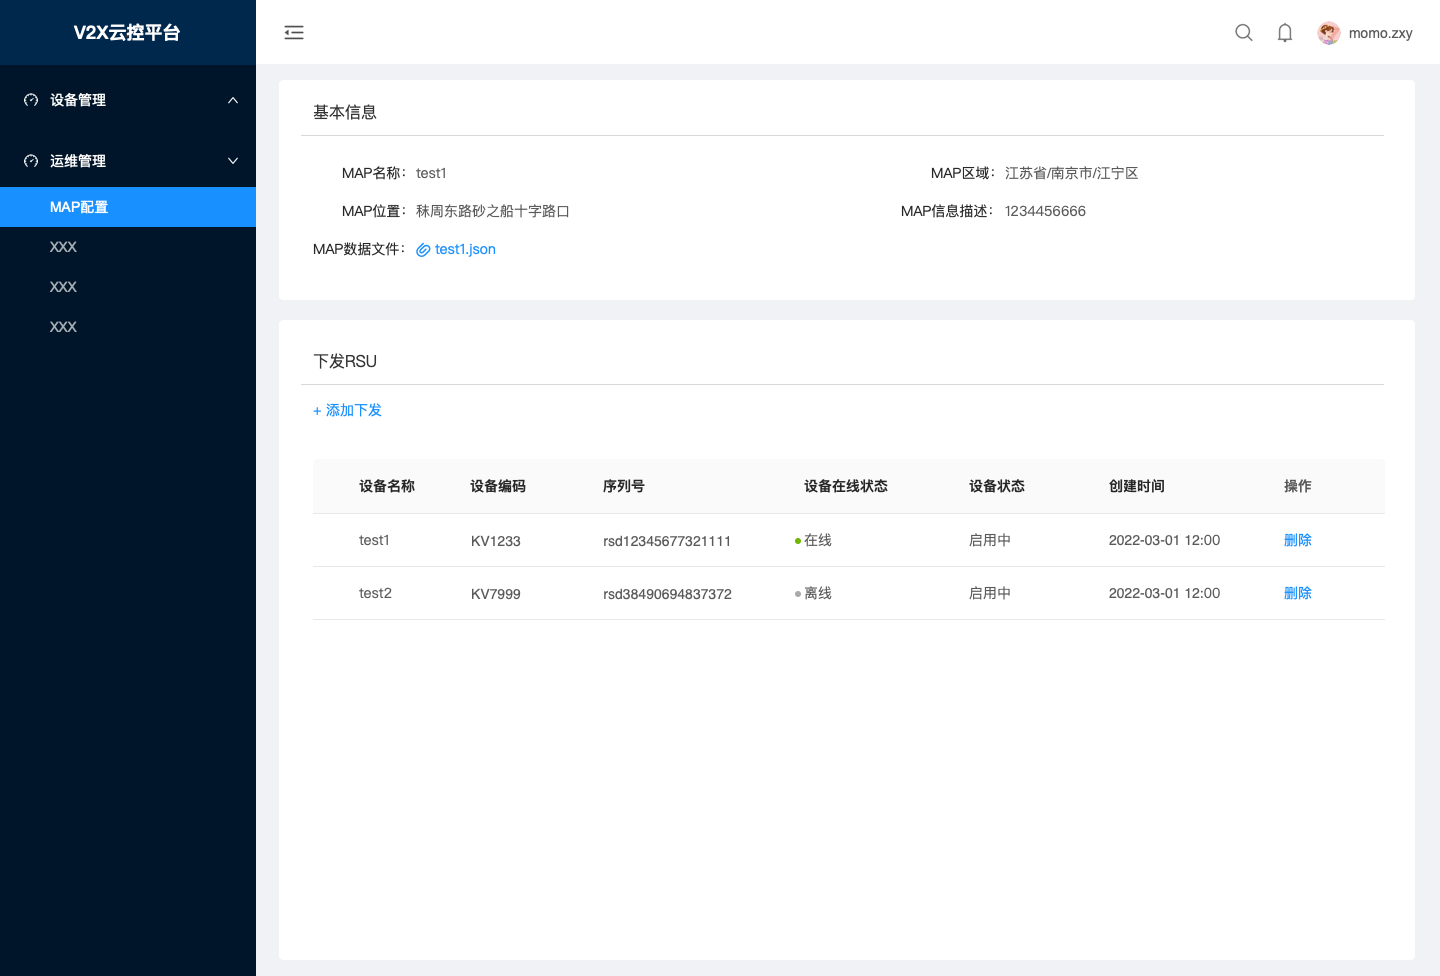 V2X云控平台
momo.zxy
设备管理
运维管理
MAP配置
XXX
XXX
XXX
基本信息
MAP名称： test1 MAP区域： 江苏省/南京市/江宁区
MAP位置： 秣周东路砂之船十字路口 MAP信息描述： 1234456666
MAP数据文件： test1.json
下发RSU
+ 添加下发
设备名称 设备编码 序列号 设备在线状态 设备状态 创建时间 操作
test1 KV1233 rsd12345677321111 在线 启用中 2022-03-01 12:00 删除
test2 KV7999 rsd38490694837372 离线 启用中 2022-03-01 12:00 删除